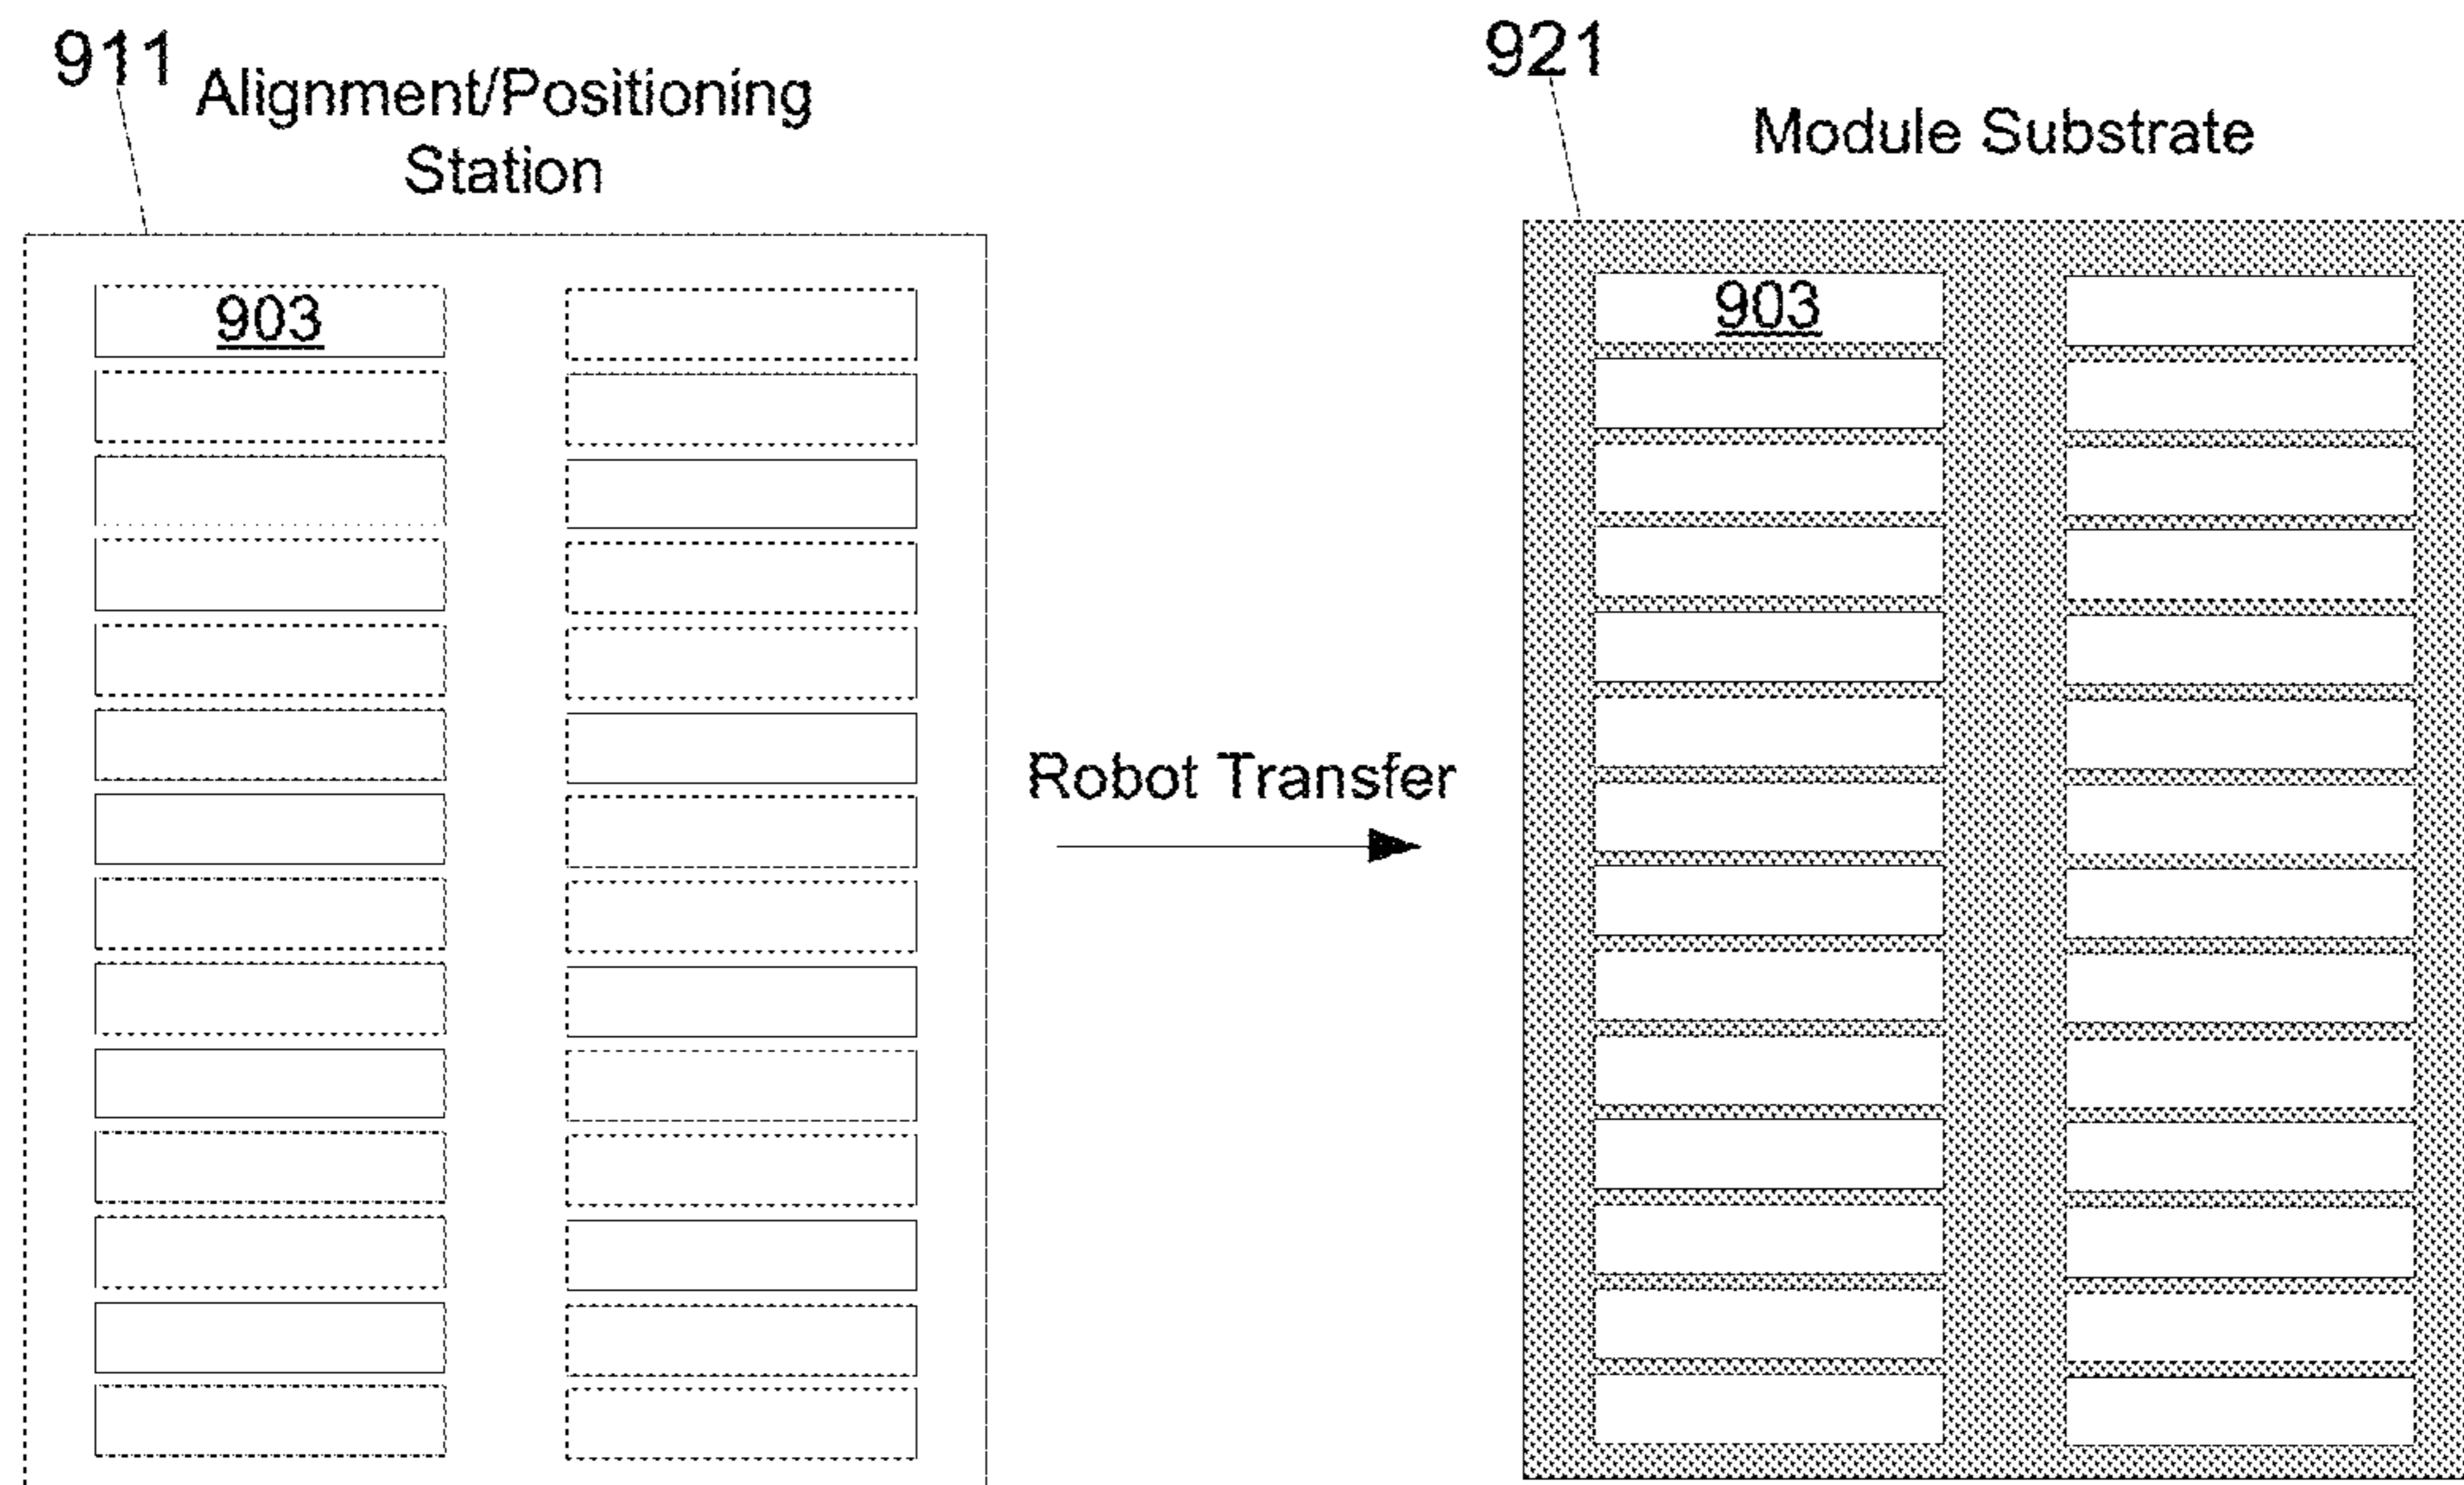 911
Alignment/Positioning
Station
903
Robot Transfer
921
Module Substrate
903